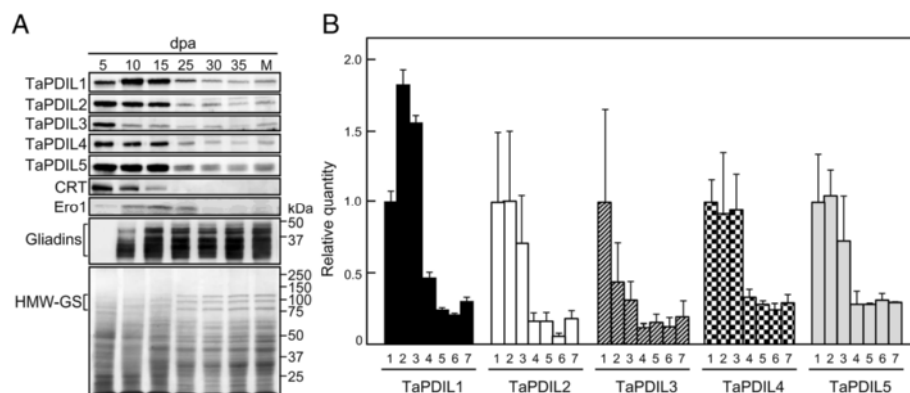 A
dpa
5 10 15 25 30 35 M
TaPDIL1
TaPDIL2
TaPDIL3
TaPDIL4
TaPDIL5
CRT
Ero1
kDa
Gliadins
50
37
HMW-GS
250
150
100
75
50
37
25
B
Relative quantity
2.0
1.5
1.0
0.5
0
1 2 3 4 5 6 7 1 2 3 4 5 6 7 1 2 3 4 5 6 7 1 2 3 4 5 6 7 1 2 3 4 5 6 7
TaPDIL1 TaPDIL2 TaPDIL3 TaPDIL4 TaPDIL5